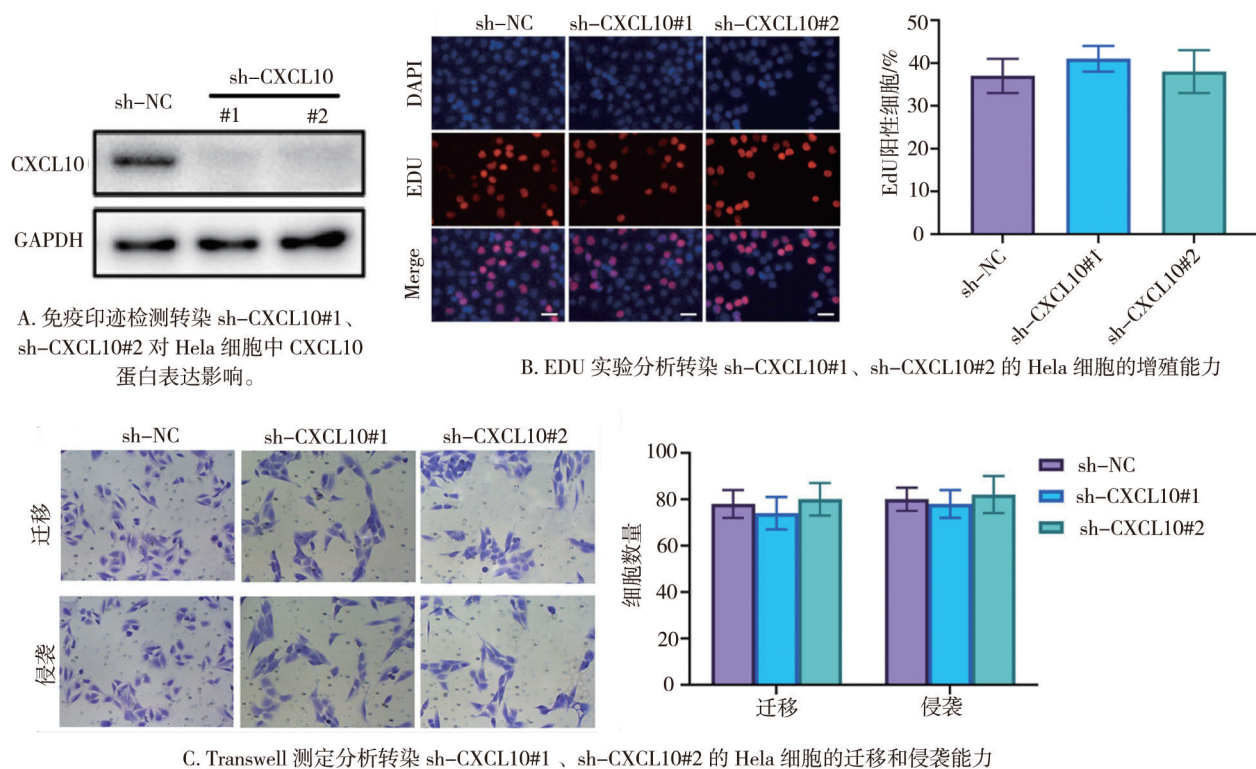 sh-CXCL10
sh-NC
#1
#2
CXCL10
GAPDH
A. 免疫印迹检测转染 sh-CXCL10#1、
sh-CXCL10#2 对 Hela 细胞中 CXCL10
蛋白表达影响。
sh-NC
sh-CXCL10#1
sh-CXCL10#2
DAPI
EDU
Merge
EdU 阳性细胞/%
50
40
30
20
10
0
sh-NC
sh-CXCL10#1
sh-CXCL10#2
B. EDU 实验分析转染 sh-CXCL10#1、sh-CXCL10#2 的 Hela 细胞的增殖能力
sh-NC
sh-CXCL10#1
sh-CXCL10#2
迁移
侵袭
细胞数量
100
80
60
40
20
0
迁移
侵袭
sh-NC
sh-CXCL10#1
sh-CXCL10#2
C. Transwell 测定分析转染 sh-CXCL10#1 、sh-CXCL10#2 的 Hela 细胞的迁移和侵袭能力